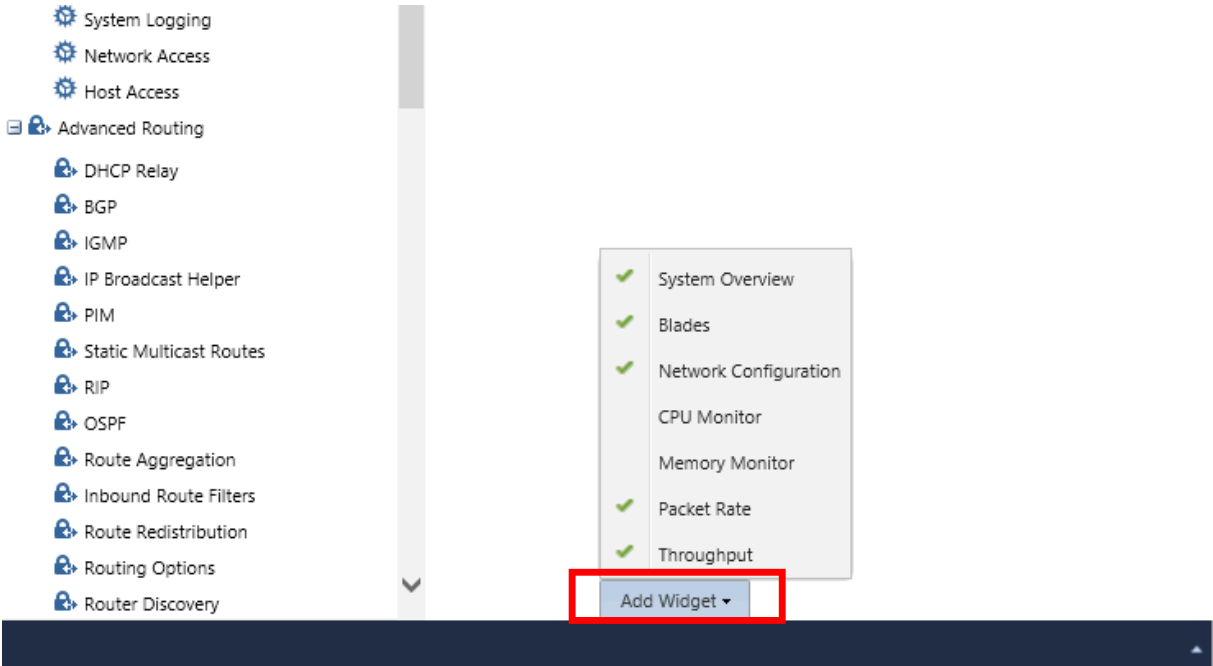 System Logging
Network Access
Host Access
Advanced Routing
DHCP Relay
BGP
IGMP
IP Broadcast Helper
PIM
Static Multicast Routes
RIP
OSPF
Route Aggregation
Inbound Route Filters
Route Redistribution
Routing Options
Router Discovery
System Overview
Blades
Network Configuration
CPU Monitor
Memory Monitor
Packet Rate
Throughput
Add Widget